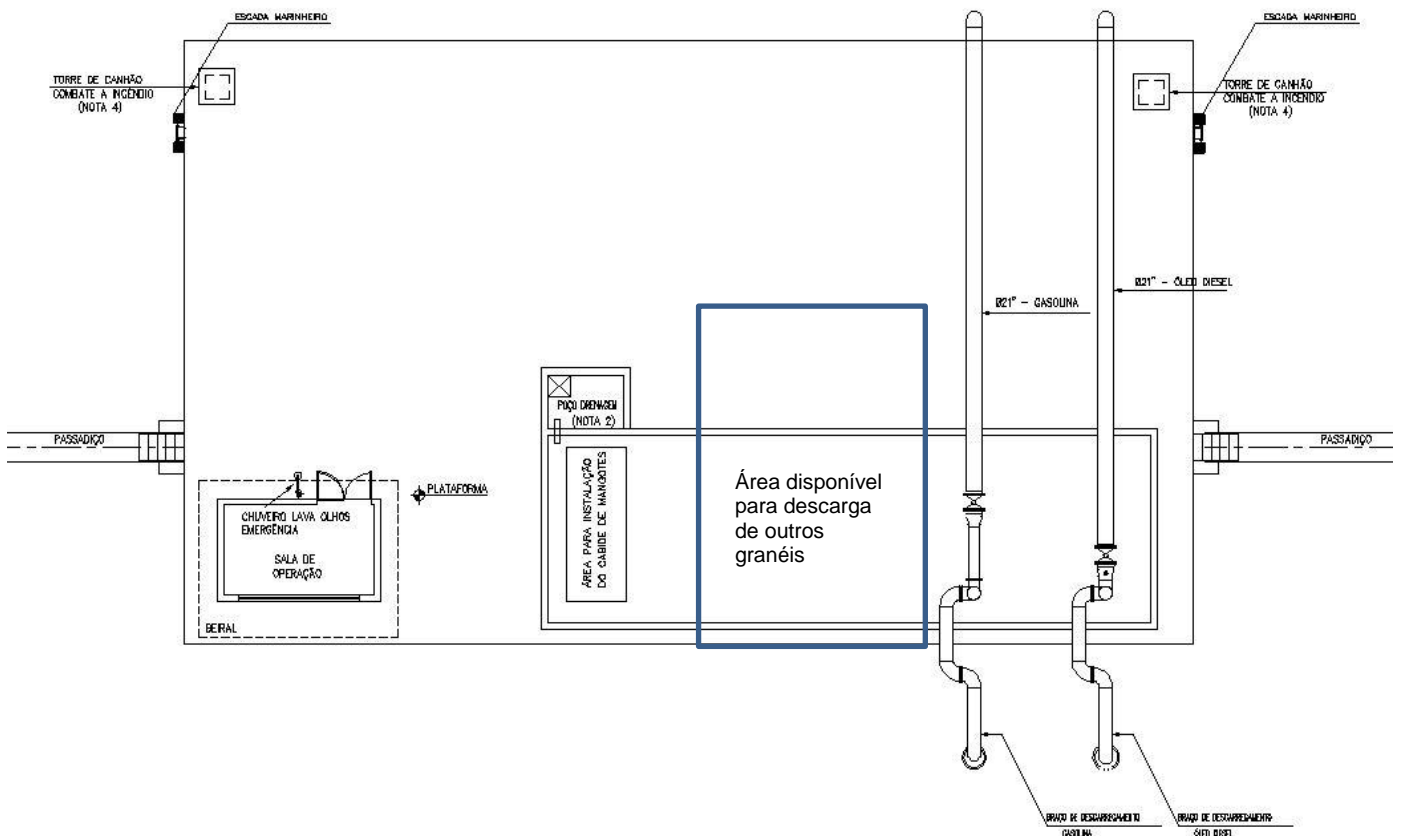 ESCADA MARINHEIRO
ESCADA MARINHEIRO
TORRE DE CANHÃO
COMBATE A INCÊNDIO
(NOTA 4)
TORRE DE CANHÃO
COMBATE A INCENDIO
(NOTA 4)
Ø21" - ÓLEO DIESEL
Ø21" - GASOLINA
POÇO DRENAGEM
(NOTA 2)
PASSADIÇO
PASSADIÇO
ÁREA PARA INSTALAÇÃO
DO CABIDE DE MANGOTES
Área disponível
para descarga
de outros
granéis
PLATAFORMA
CHUVEIRO LAVA OLHOS
EMERGÊNCIA
SALA DE
OPERAÇÃO
BEIRAL
BRAÇO DE DESCARREGAMENTO
GASOLINA
BRAÇO DE DESCARREGAMENTO
ÓLEO DIESEL